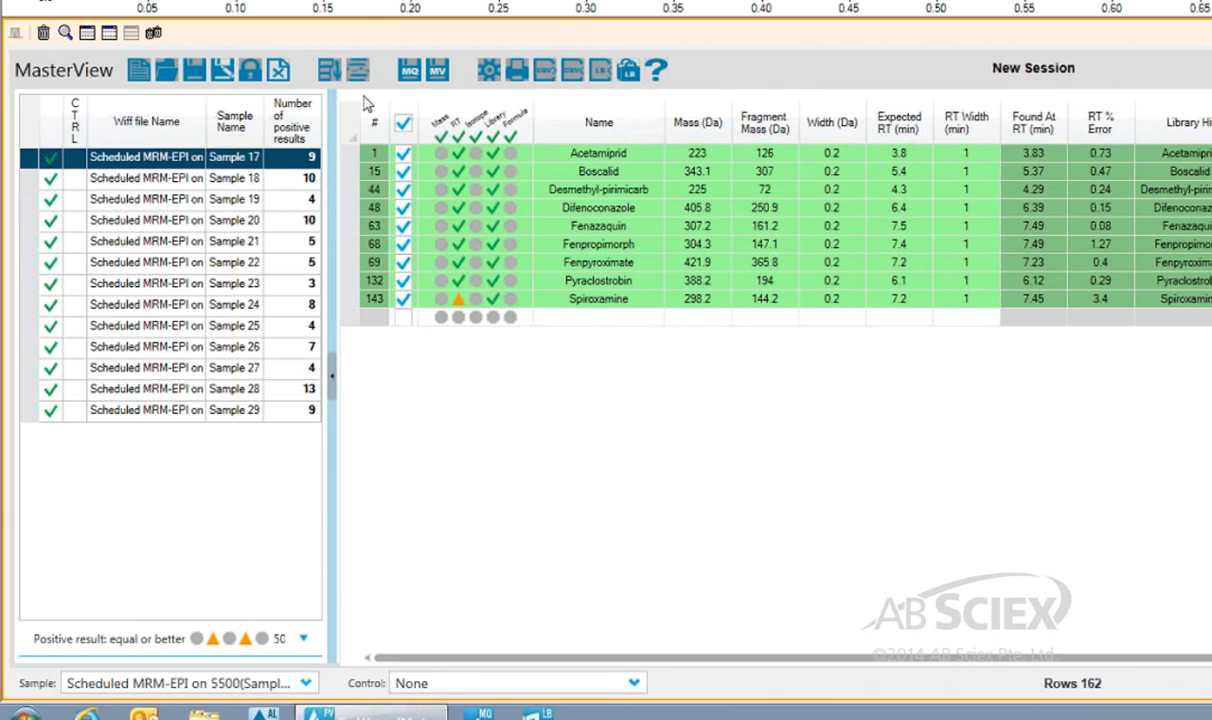 0.05 0.10 0.15 0.20 0.25 0.30 0.35 0.40 0.45 0.50 0.55 0.60 0.65
MasterView MQ MV LB ? New Session
C T R L Wiff file Name Sample Name Number of positive results
# Mass RT Isotope Library Formula Name Mass (Da) Fragment Mass (Da) Width (Da) Expected RT (min) RT Width (min) Found At RT (min) RT % Error Library Hi
Scheduled MRM-EPI on Sample 17 9
Scheduled MRM-EPI on Sample 18 10
Scheduled MRM-EPI on Sample 19 4
Scheduled MRM-EPI on Sample 20 10
Scheduled MRM-EPI on Sample 21 5
Scheduled MRM-EPI on Sample 22 5
Scheduled MRM-EPI on Sample 23 3
Scheduled MRM-EPI on Sample 24 8
Scheduled MRM-EPI on Sample 25 4
Scheduled MRM-EPI on Sample 26 7
Scheduled MRM-EPI on Sample 27 4
Scheduled MRM-EPI on Sample 28 13
Scheduled MRM-EPI on Sample 29 9
1 Acetamiprid 223 126 0.2 3.8 1 3.83 0.73 Acetamipri
15 Boscalid 343.1 307 0.2 5.4 1 5.37 0.47 Boscalid
44 Desmethyl-pirimicarb 225 72 0.2 4.3 1 4.29 0.24 Desmethyl-pirin
48 Difenoconazole 405.8 250.9 0.2 6.4 1 6.39 0.15 Difenoconaz
63 Fenazaquin 307.2 161.2 0.2 7.5 1 7.49 0.08 Fenazaqui
68 Fenpropimorph 304.3 147.1 0.2 7.4 1 7.49 1.27 Fenpropimor
69 Fenpyroximate 421.9 365.8 0.2 7.2 1 7.23 0.4 Fenpyroxima
132 Pyraclostrobin 388.2 194 0.2 6.1 1 6.12 0.29 Pyraclostrob
143 Spiroxamine 298.2 144.2 0.2 7.2 1 7.45 3.4 Spiroxamin
AB SCIEX
©2014 AB Sciex Pte. Ltd.
Positive result: equal or better 50
Sample: Scheduled MRM-EPI on 5500(Sampl... Control: None Rows 162
AL PV MQ LB